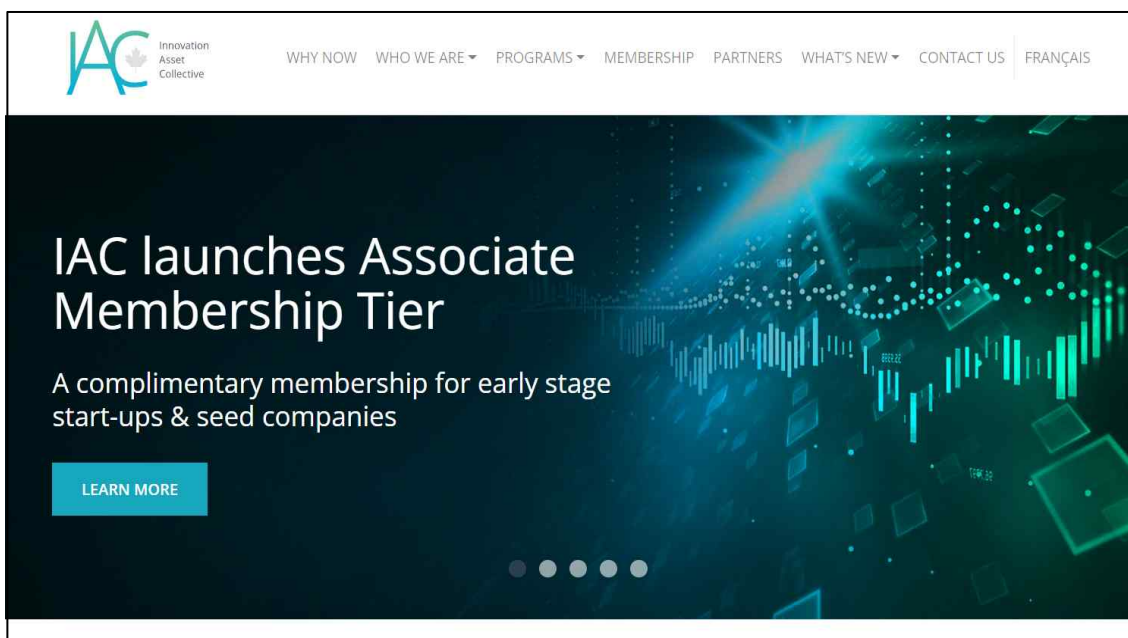 IAC
Innovation
Asset
Collective
WHY NOW WHO WE ARE PROGRAMS MEMBERSHIP PARTNERS WHAT'S NEW CONTACT US FRANÇAIS
IAC launches Associate
Membership Tier
A complimentary membership for early stage
start-ups & seed companies
LEARN MORE